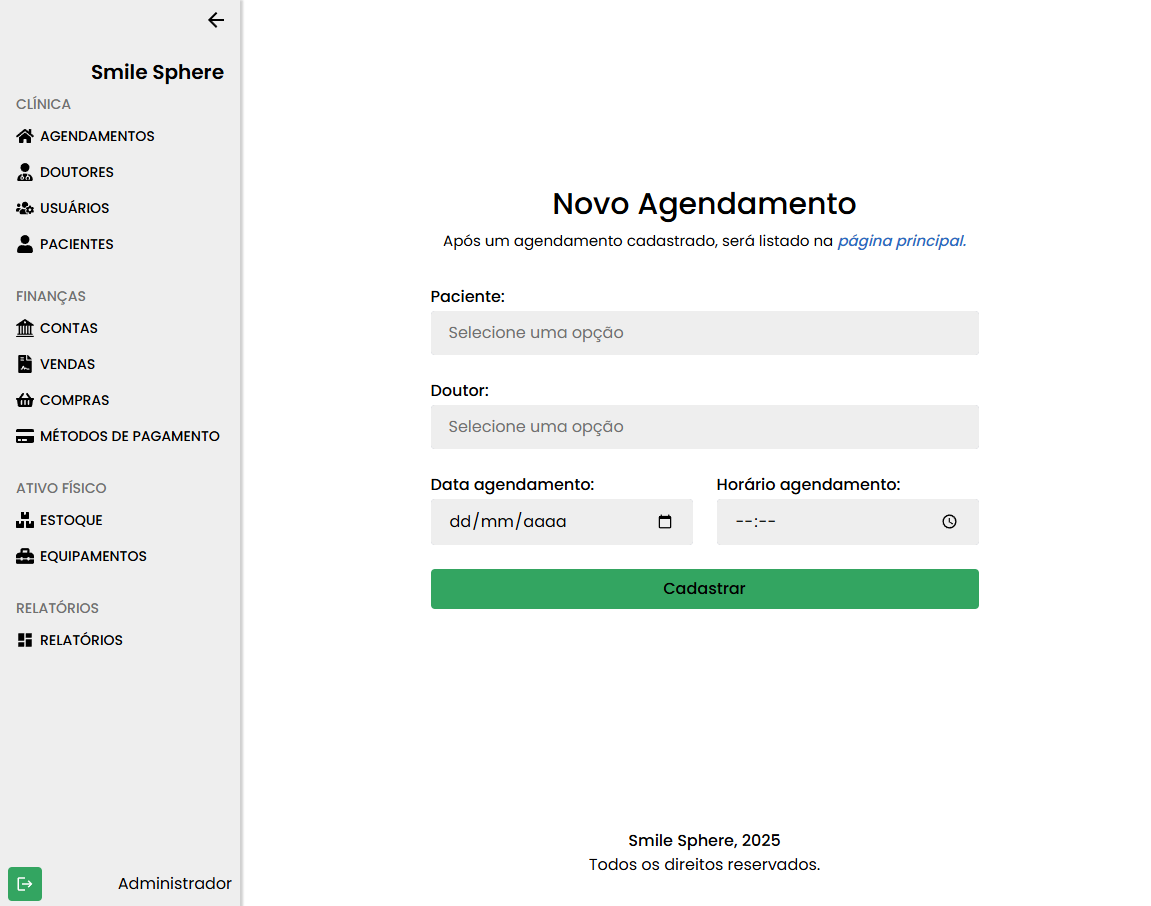 Smile Sphere
CLÍNICA
AGENDAMENTOS
DOUTORES
USUÁRIOS
PACIENTES
FINANÇAS
CONTAS
VENDAS
COMPRAS
MÉTODOS DE PAGAMENTO
ATIVO FÍSICO
ESTOQUE
EQUIPAMENTOS
RELATÓRIOS
RELATÓRIOS
Administrador
Novo Agendamento
Após um agendamento cadastrado, será listado na página principal.
Paciente:
Selecione uma opção
Doutor:
Selecione uma opção
Data agendamento:
dd/mm/aaaa
Horário agendamento:
--:--
Cadastrar
Smile Sphere, 2025
Todos os direitos reservados.